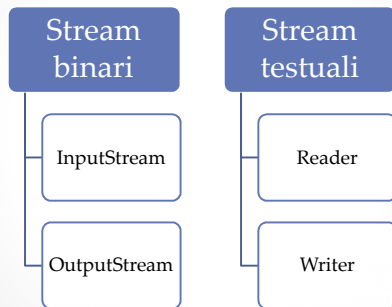 Stream
binari
InputStream
OutputStream
Stream
testuali
Reader
Writer